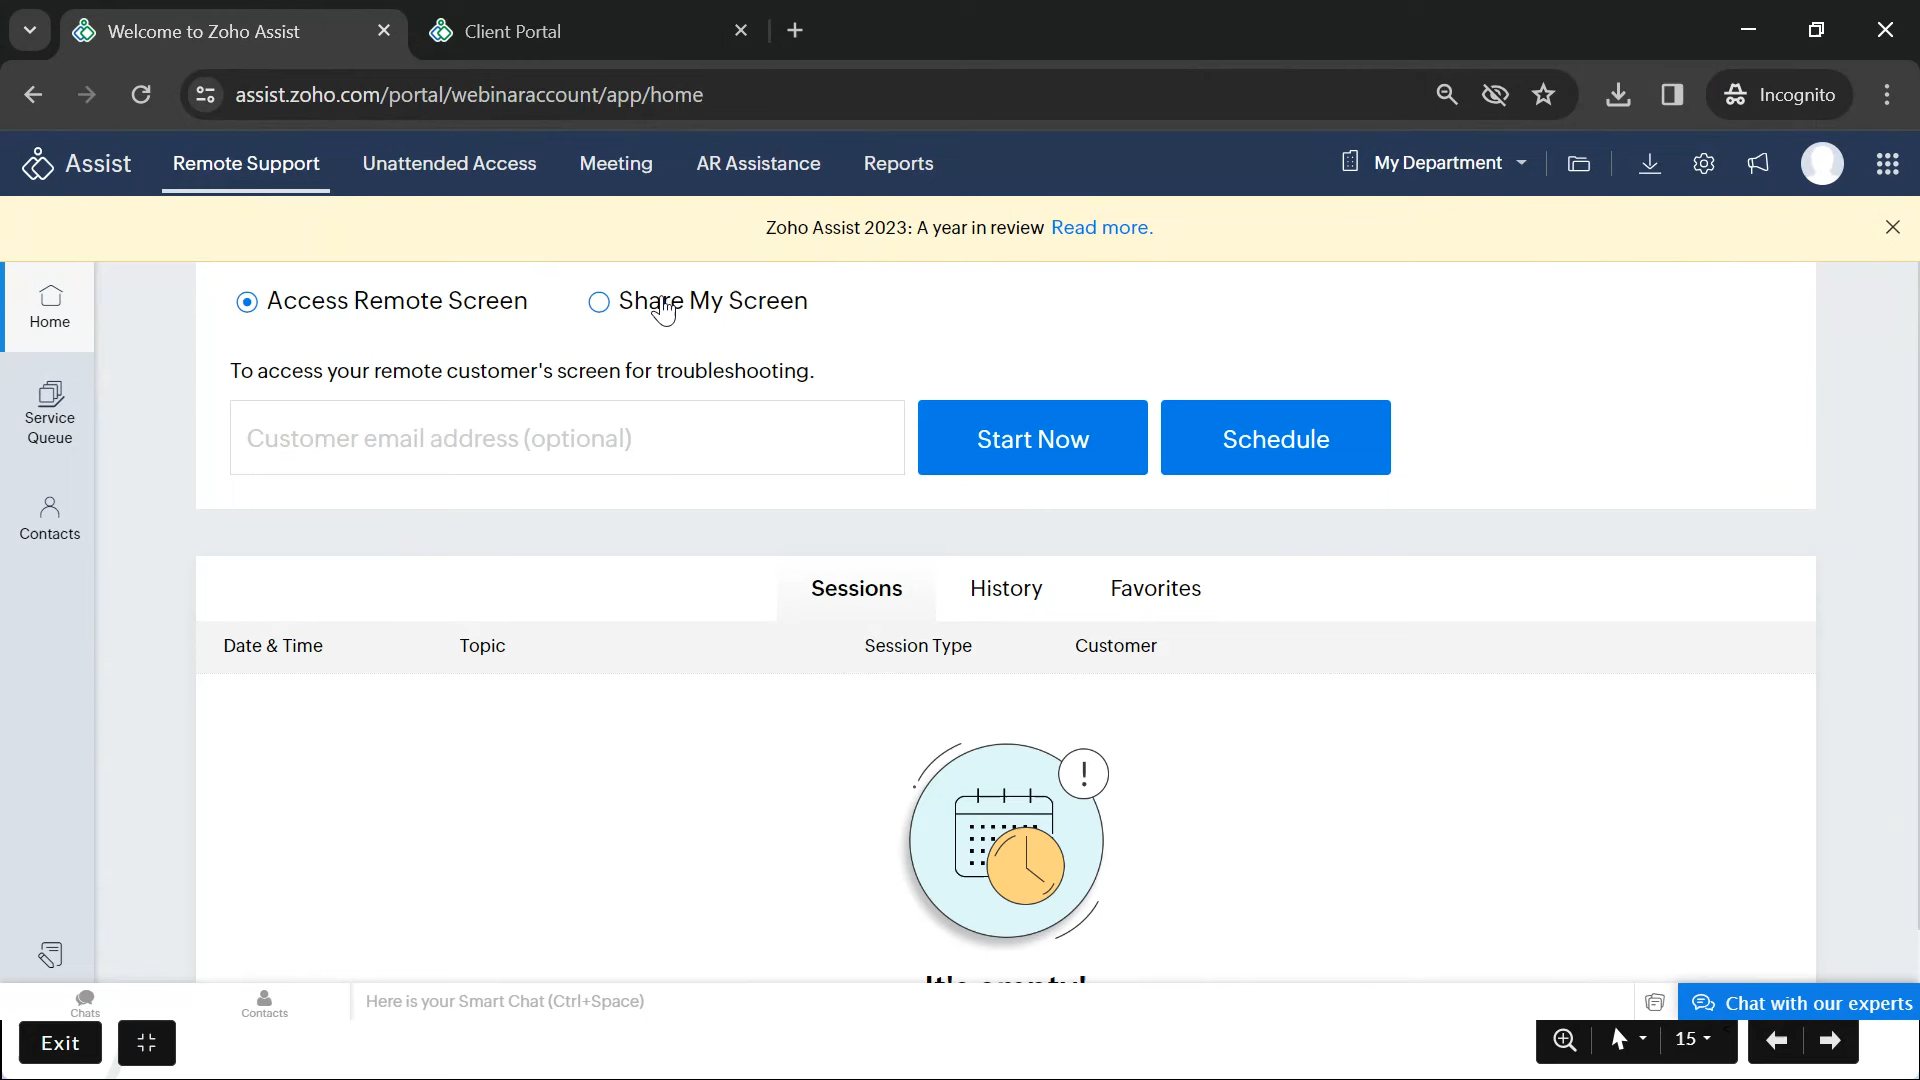 Welcome to Zoho Assist
Client Portal
assist.zoho.com/portal/webinaraccount/app/home
Incognito
Assist
Remote Support
Unattended Access
Meeting
AR Assistance
Reports
My Department
Zoho Assist 2023: A year in review Read more.
Home
Service
Queue
Contacts
Access Remote Screen
Share My Screen
To access your remote customer's screen for troubleshooting.
Customer email address (optional)
Start Now
Schedule
Sessions
History
Favorites
Date & Time
Topic
Session Type
Customer
It's empty!
Chats
Contacts
Here is your Smart Chat (Ctrl+Space)
Chat with our experts
Exit
15